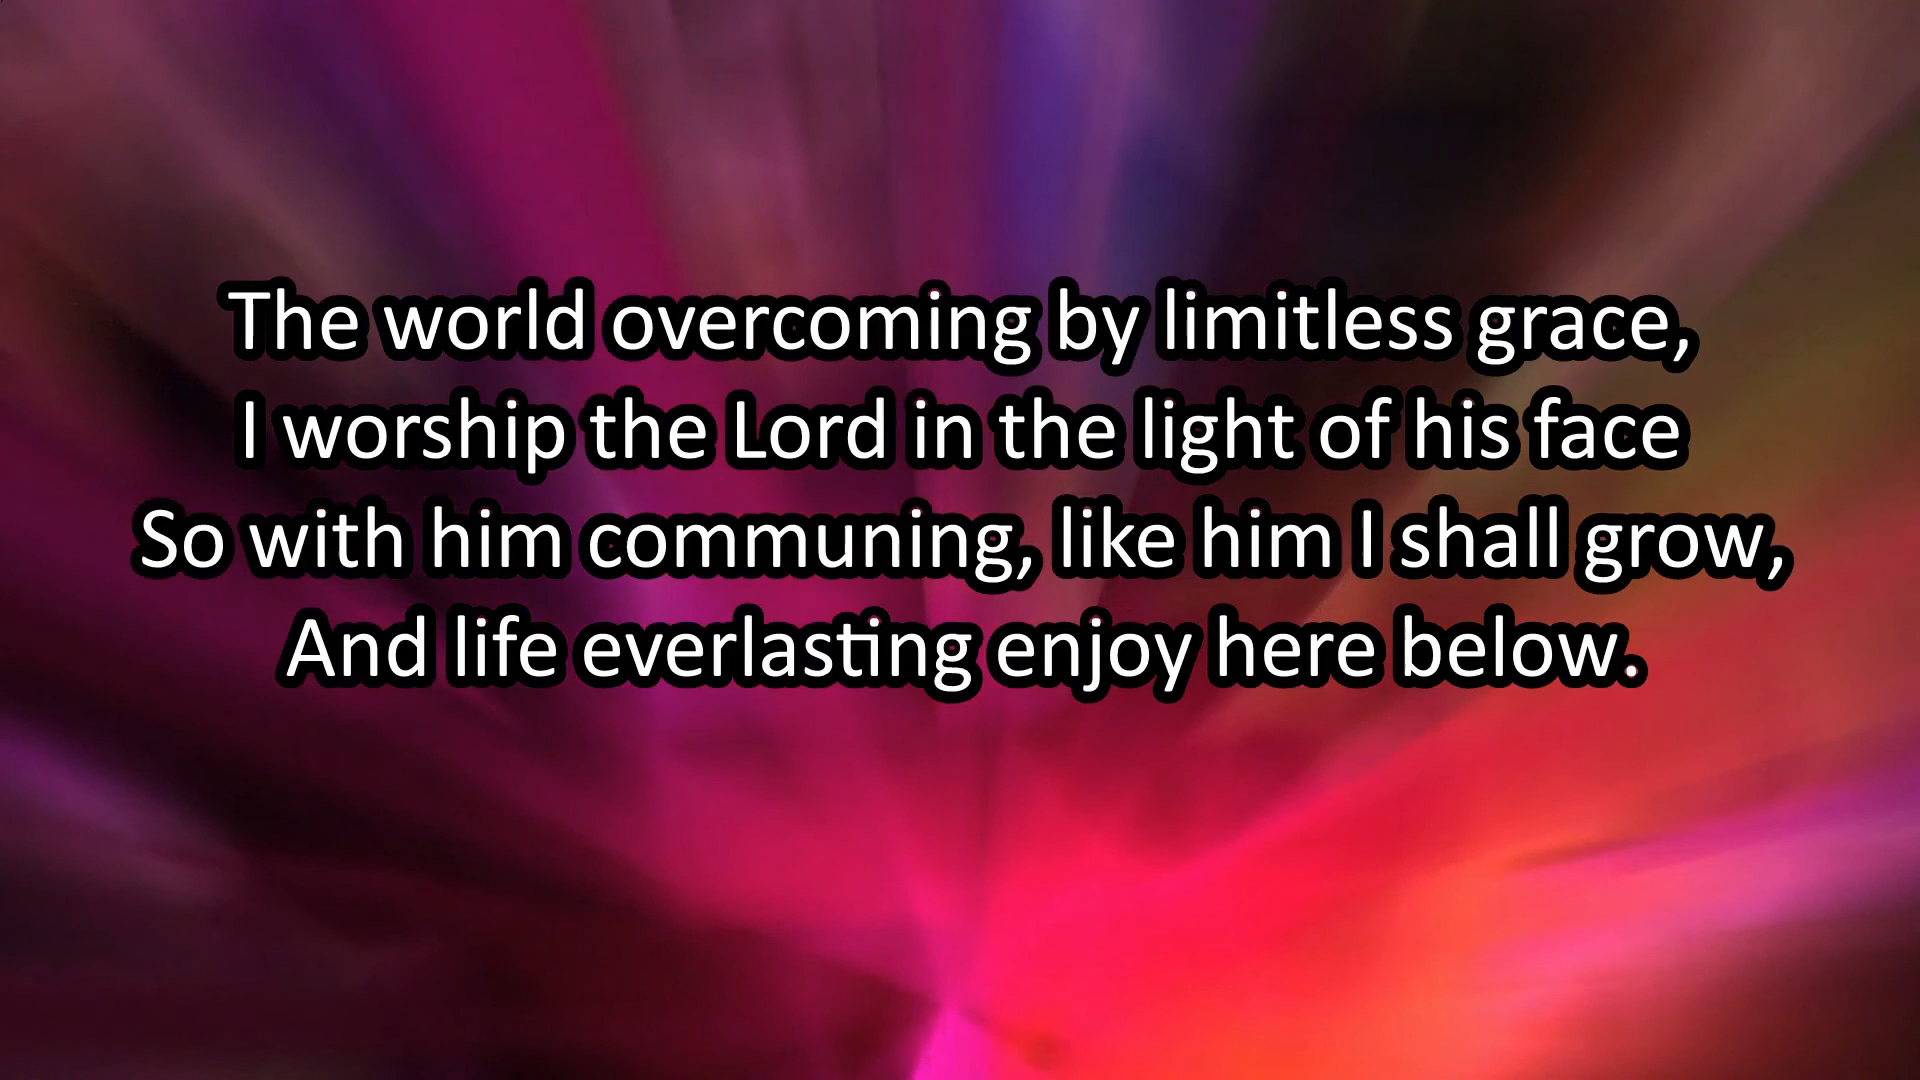 The world overcoming by limitless grace,
I worship the Lord in the light of his face
So with him communing, like him I shall grow,
And life everlasting enjoy here below.